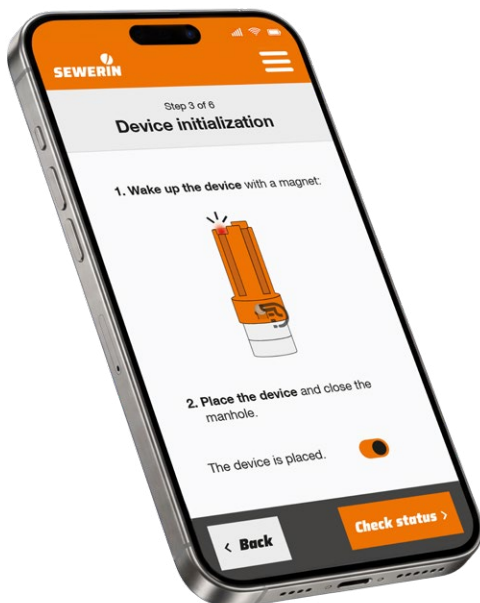 SEWERIN
Step 3 of 6
Device initialization
1. Wake up the device with a magnet:
2. Place the device and close the
manhole.
The device is placed.
< Back
Check status >